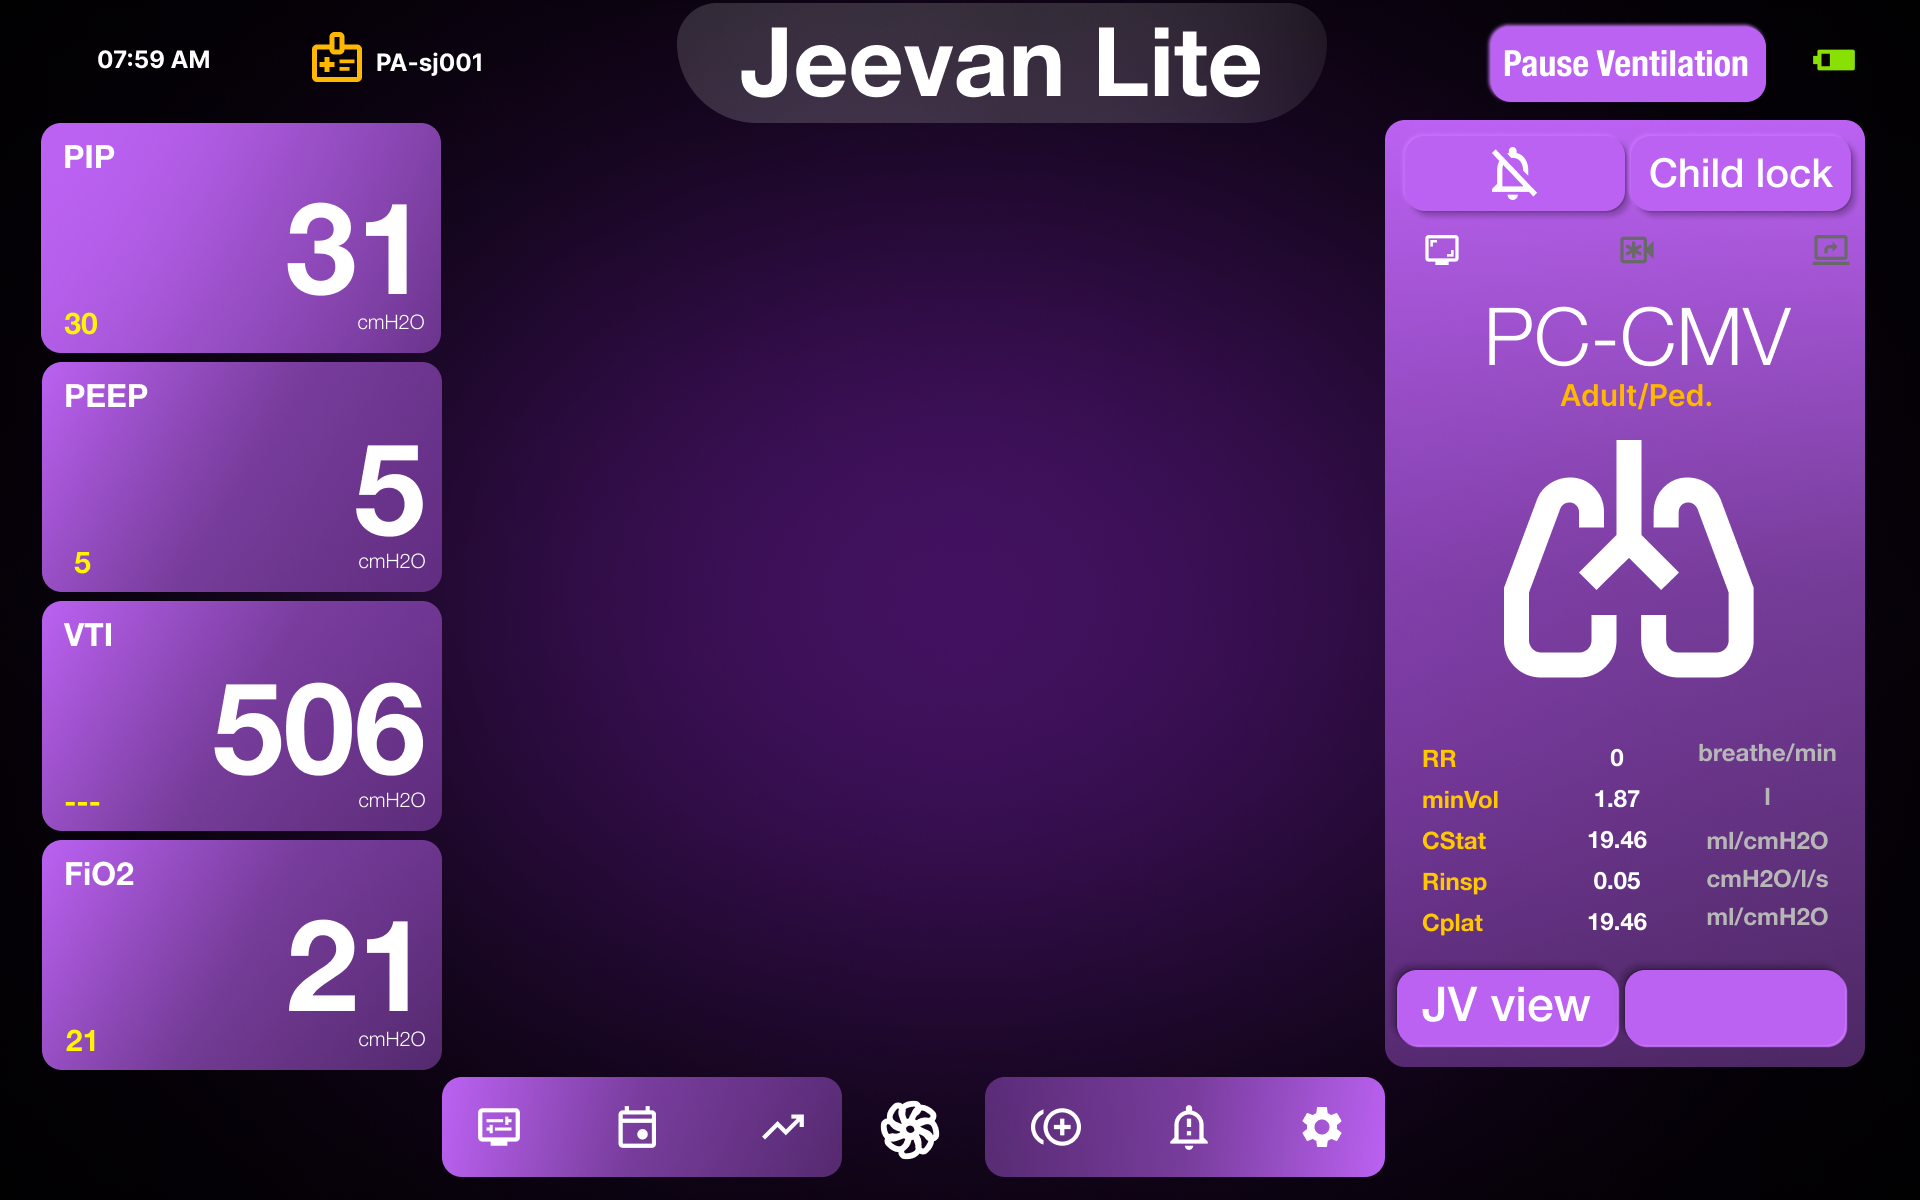 07:59 AM
PA-sj001
Jeevan Lite
Pause Ventilation
PIP
31
30
cmH2O
PEEP
5
5
cmH2O
VTI
506
---
cmH2O
FiO2
21
21
cmH2O
Child lock
PC-CMV
Adult/Ped.
RR 0 breathe/min
minVol 1.87 l
CStat 19.46 ml/cmH2O
Rinsp 0.05 cmH2O/l/s
Cplat 19.46 ml/cmH2O
JV view